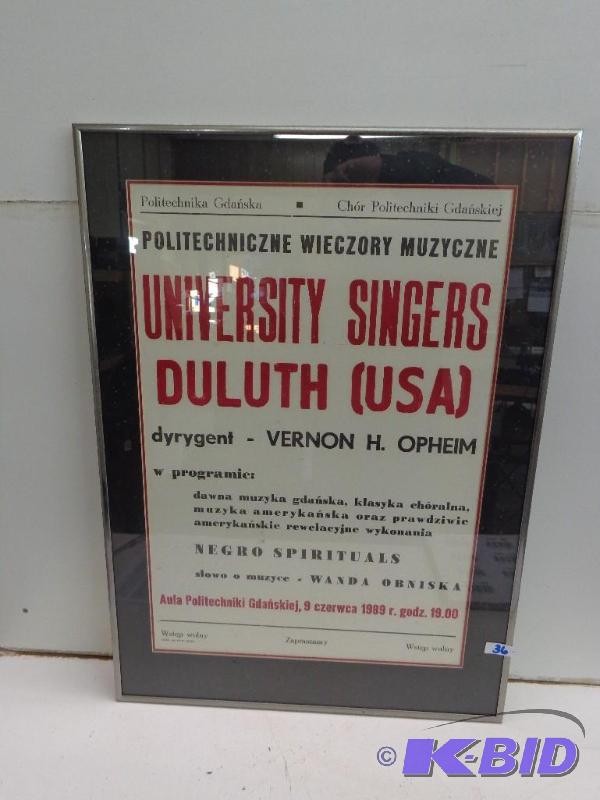 Politechnika Gdańska ■ Chór Politechniki Gdańskiej
POLITECHNICZNE WIECZORY MUZYCZNE
UNIVERSITY SINGERS
DULUTH (USA)
dyrygent - VERNON H. OPHEIM
w programie:
dawna muzyka gdańska, klasyka chóralna,
muzyka amerykańska oraz prawdziwie
amerykańskie rewelacyjne wykonania
NEGRO SPIRITUALS
słowo o muzyce - WANDA OBNISKA
Aula Politechniki Gdańskiej, 9 czerwca 1989 r. godz. 19.00
Wstęp wolny Zapraszamy Wstęp wolny
36
© K-BID